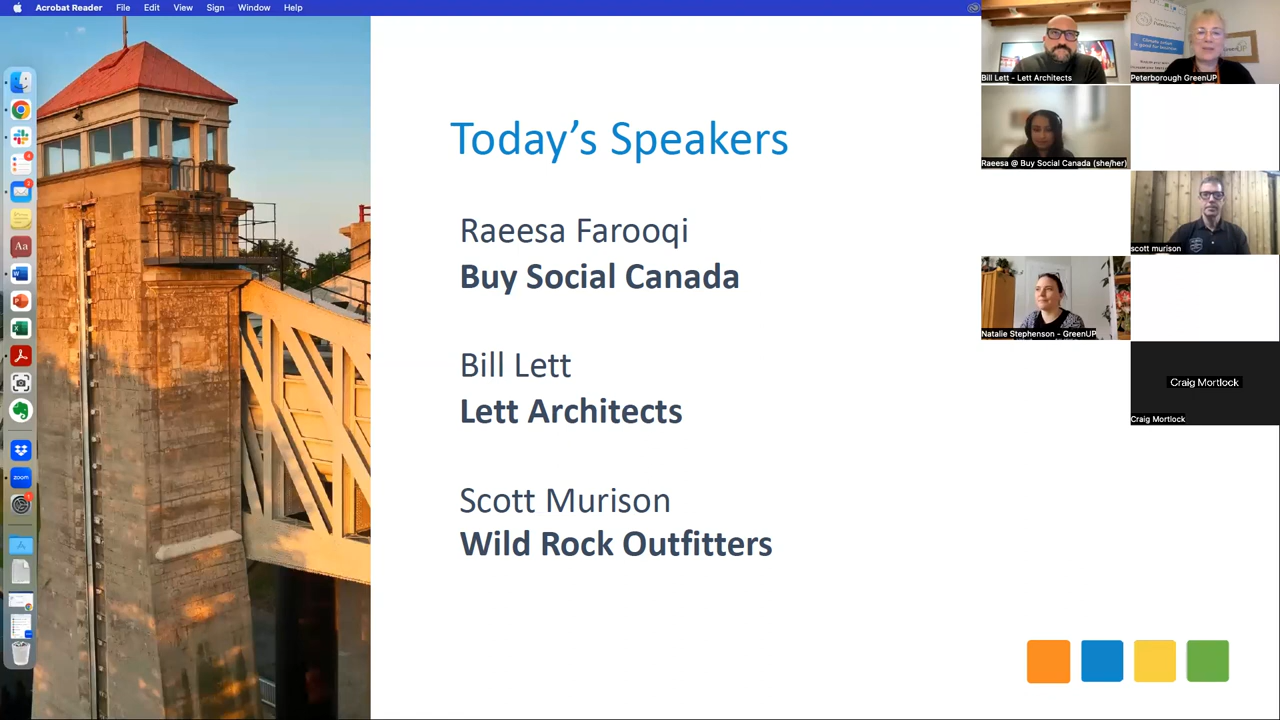 Acrobat Reader File Edit View Sign Window Help
Today's Speakers
Raeesa Farooqi
Buy Social Canada
Bill Lett
Lett Architects
Scott Murison
Wild Rock Outfitters
Bill Lett - Lett Architects
Peterborough GreenUP
Raeesa @ Buy Social Canada (she/her)
scott murison
Natalie Stephenson - GreenUP
Craig Mortlock
Craig Mortlock
Aa
zoom